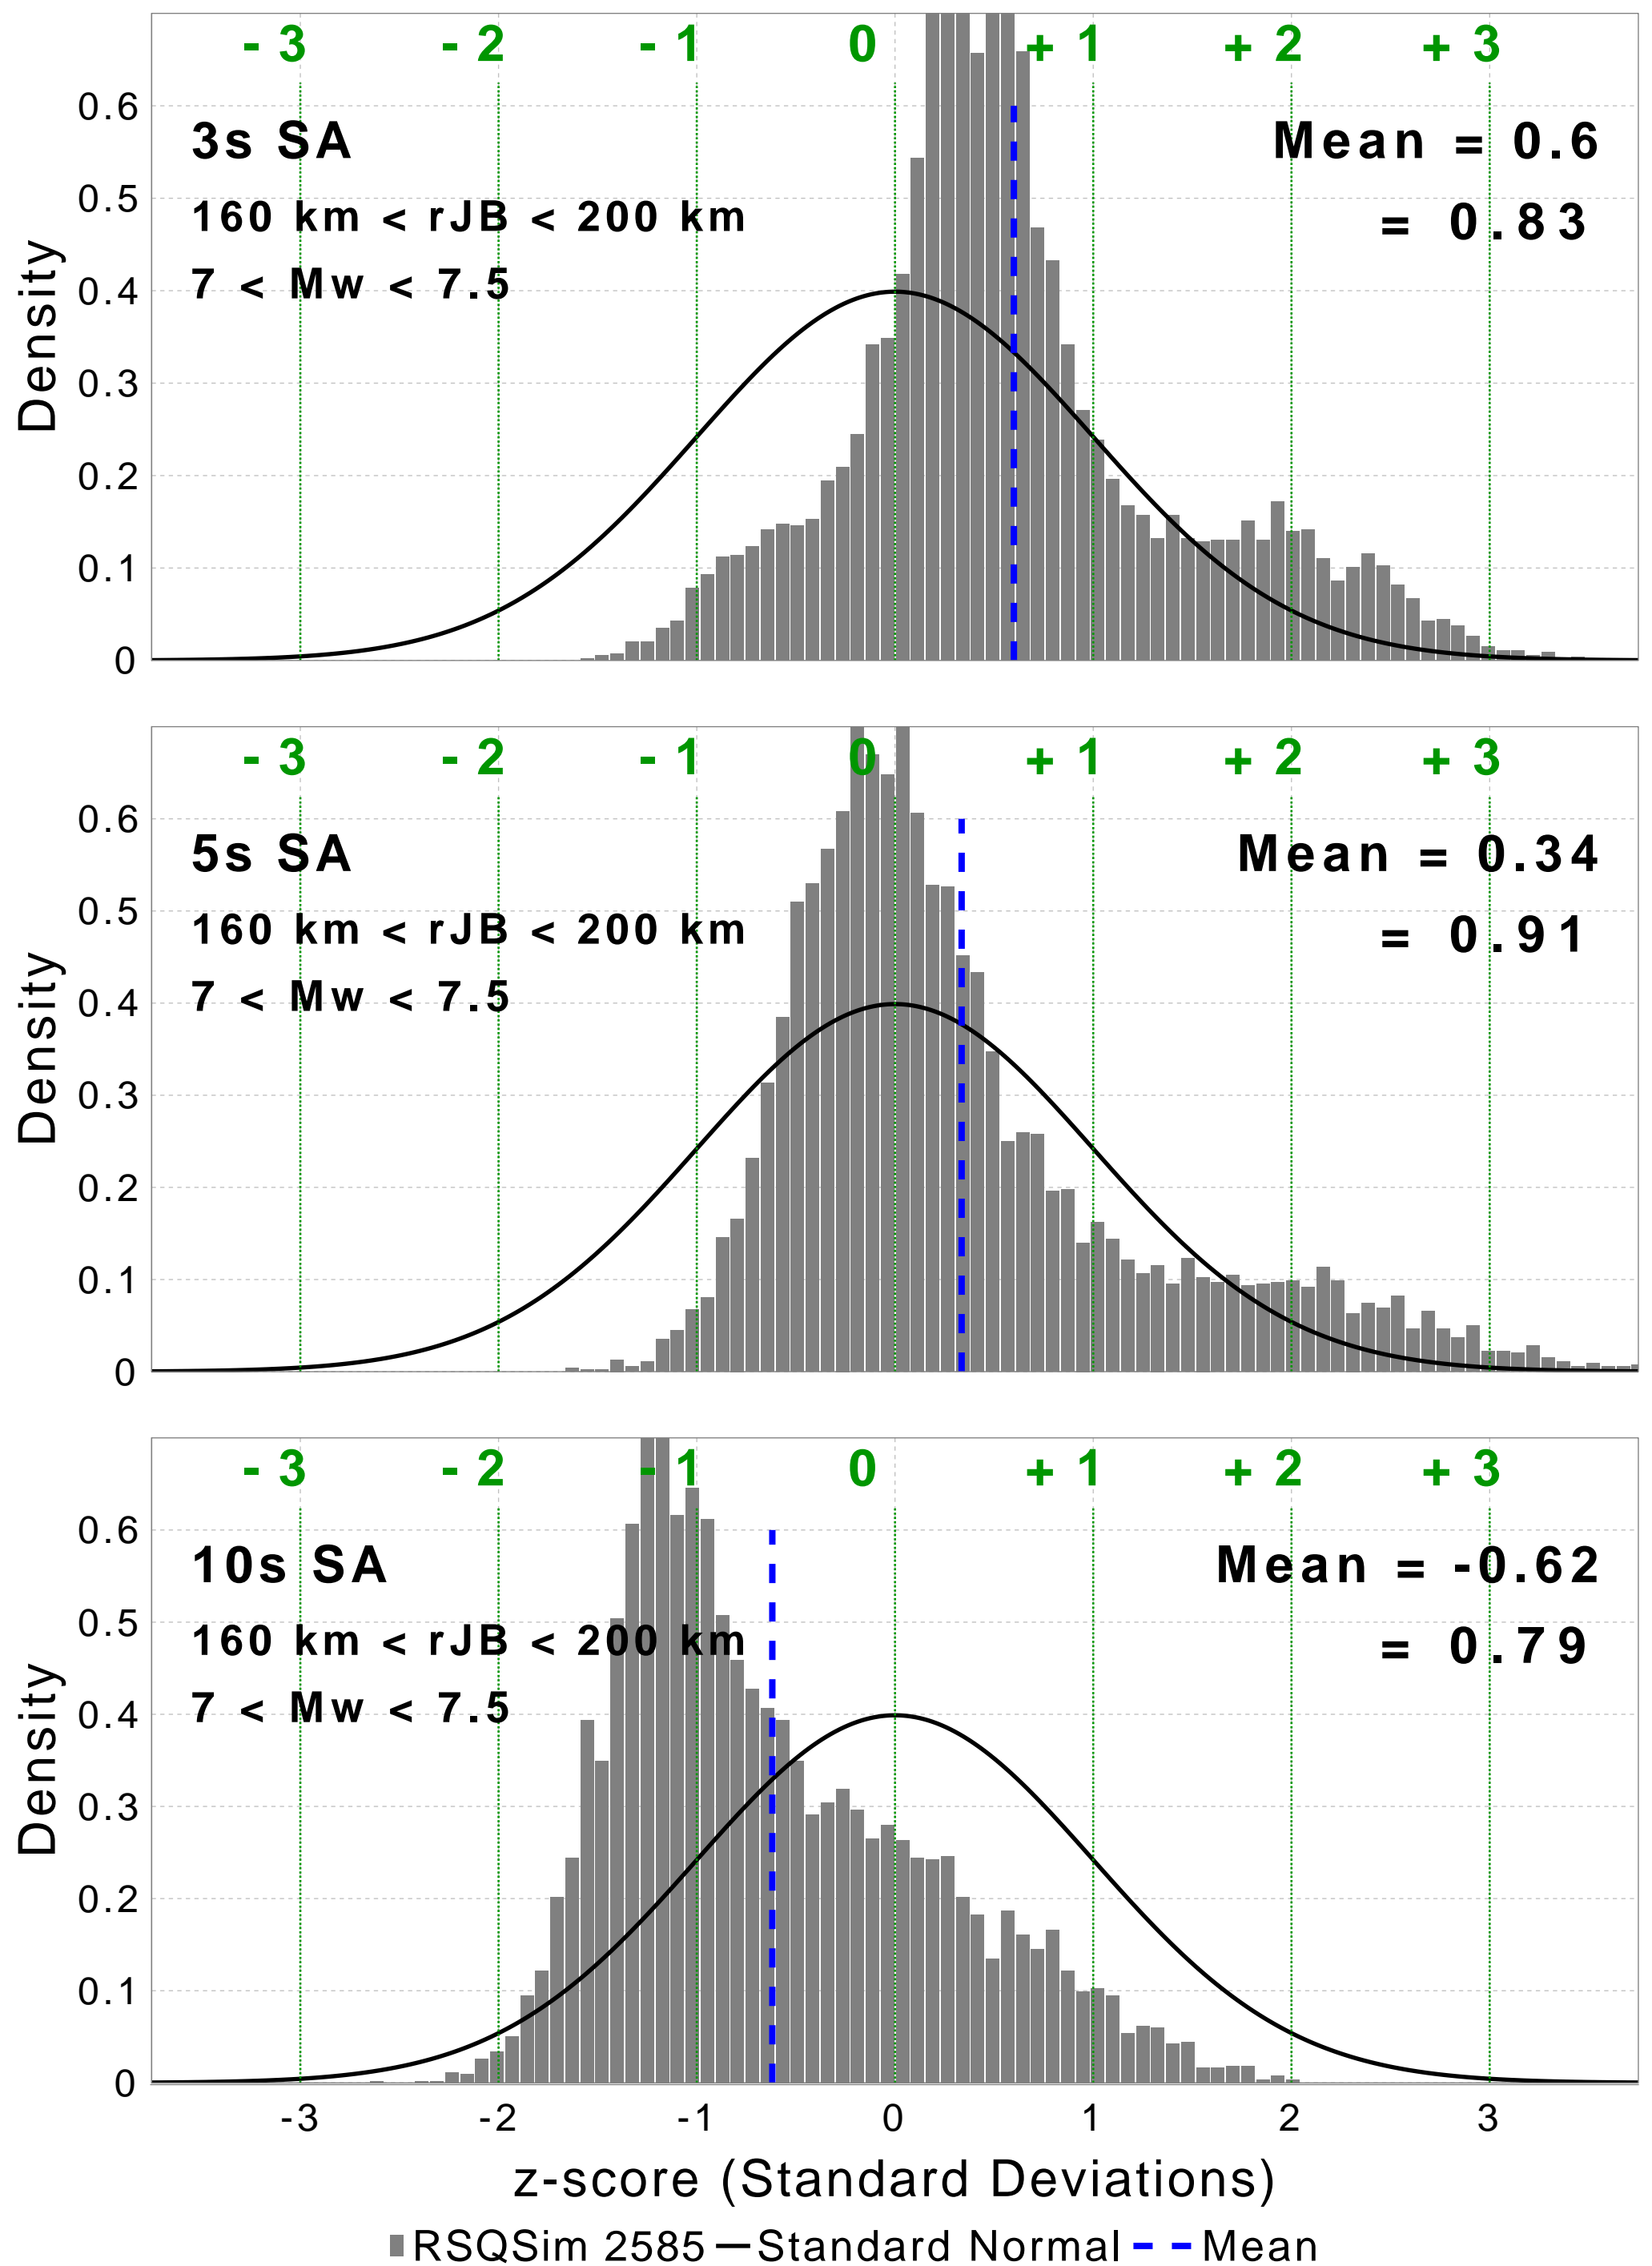 - 3 - 2 - 1 0 + 1 + 2 + 3
0.6
3s SA
Mean = 0.6
0.5
160 km < rJB < 200 km
= 0.83
7 < Mw < 7.5
0.4
Density
0.3
0.2
0.1
0
- 3 - 2 - 1 0 + 1 + 2 + 3
0.6
5s SA
Mean = 0.34
0.5
160 km < rJB < 200 km
= 0.91
7 < Mw < 7.5
0.4
Density
0.3
0.2
0.1
0
- 3 - 2 - 1 0 + 1 + 2 + 3
0.6
10s SA
Mean = -0.62
0.5
160 km < rJB < 200 km
= 0.79
7 < Mw < 7.5
0.4
Density
0.3
0.2
0.1
0
-3 -2 -1 0 1 2 3
z-score (Standard Deviations)
RSQSim 2585 Standard Normal Mean